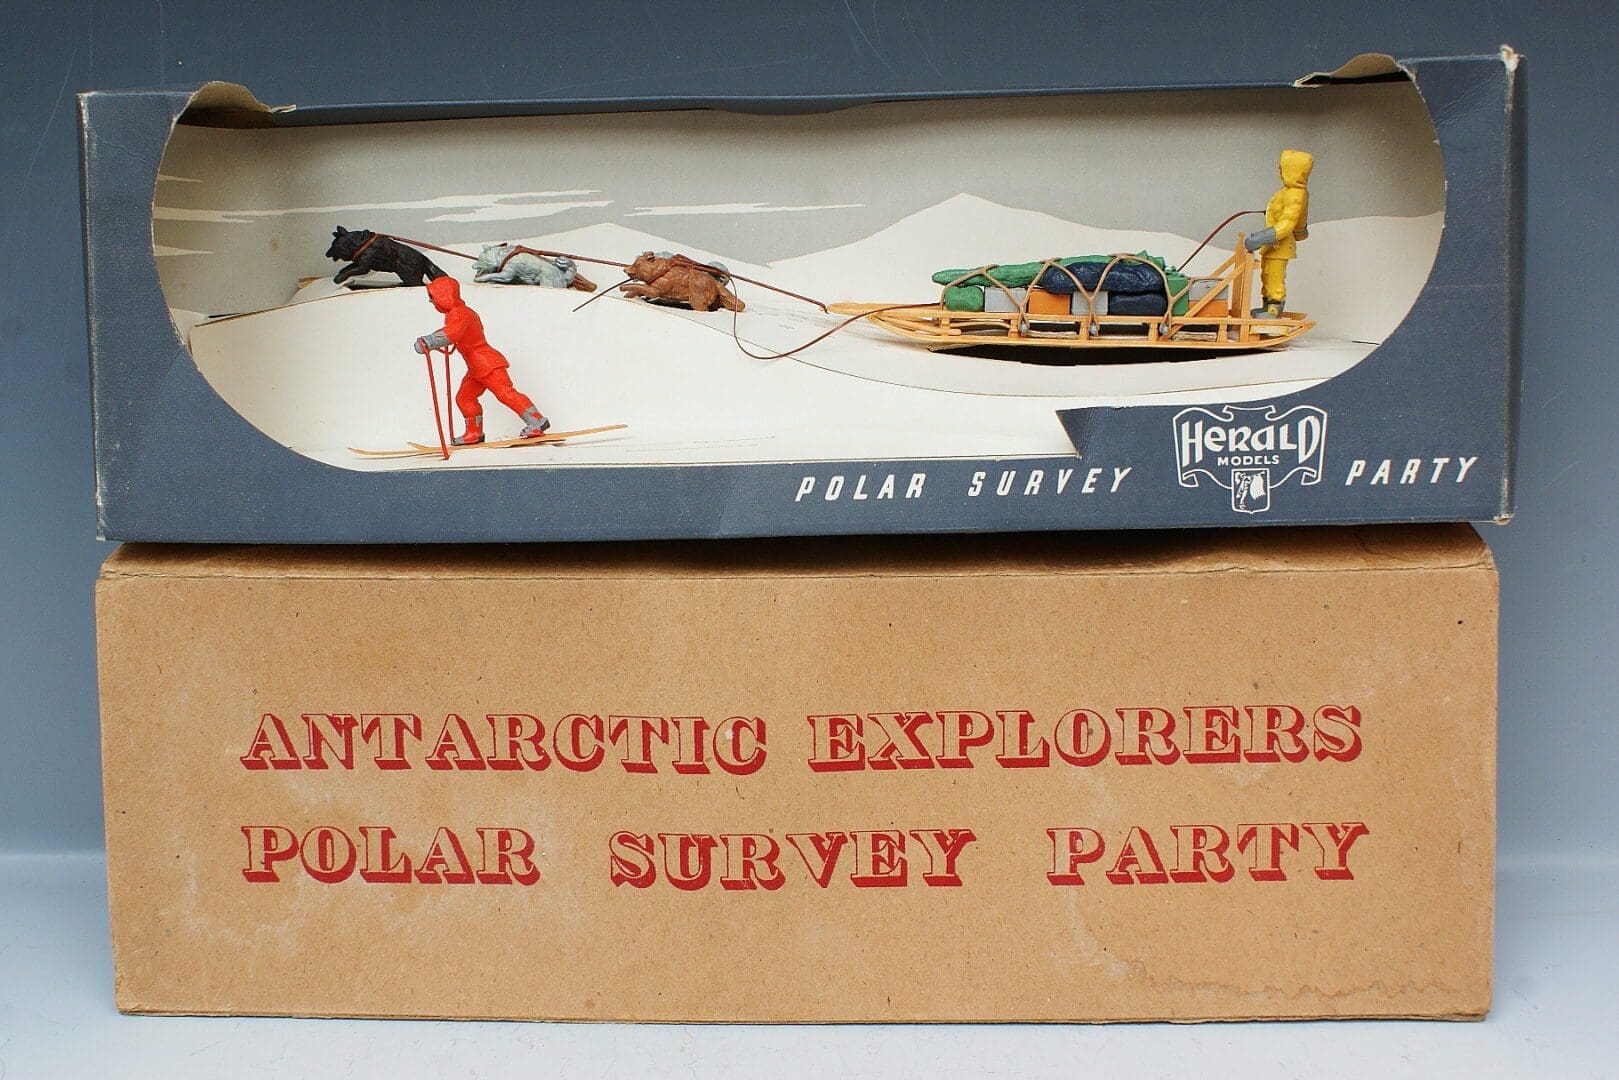 POLAR SURVEY HERALD MODELS PARTY
ANTARCTIC EXPLORERS
POLAR SURVEY PARTY